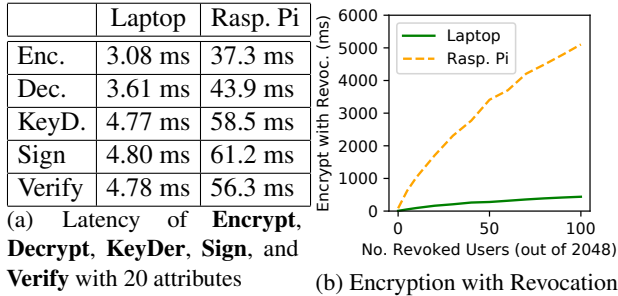 Laptop Rasp. Pi
Enc. 3.08 ms 37.3 ms
Dec. 3.61 ms 43.9 ms
KeyD. 4.77 ms 58.5 ms
Sign 4.80 ms 61.2 ms
Verify 4.78 ms 56.3 ms
(a) Latency of Encrypt,
Decrypt, KeyDer, Sign, and
Verify with 20 attributes
Encrypt with Revoc. (ms)
6000
5000
4000
3000
2000
1000
0
Laptop
Rasp. Pi
0 50 100
No. Revoked Users (out of 2048)
(b) Encryption with Revocation